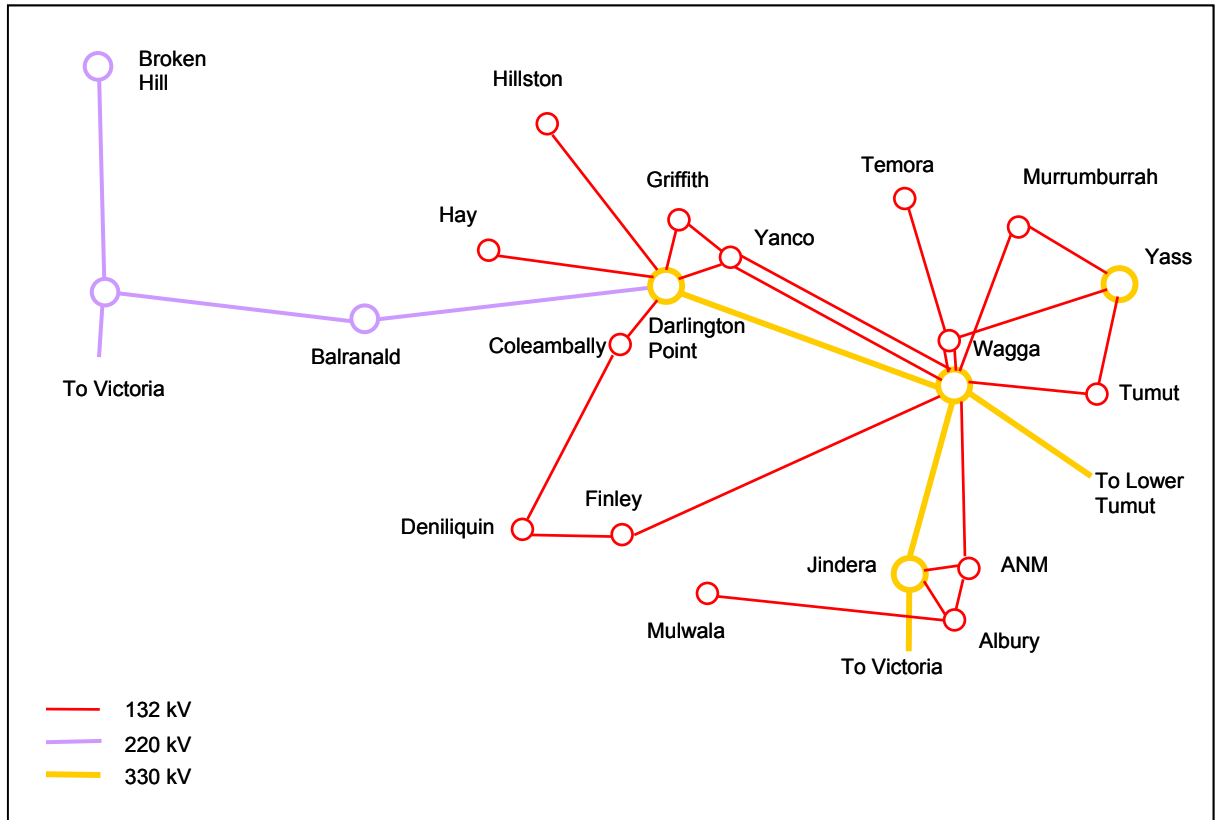 Broken
Hill
Hillston
Temora
Murrumburrah
Griffith
Hay
Yanco
Yass
Darlington
Point
Coleambally
Wagga
Balranald
To Victoria
Tumut
To Lower
Tumut
Finley
Deniliquin
Jindera
ANM
Mulwala
Albury
To Victoria
132 kV
220 kV
330 kV